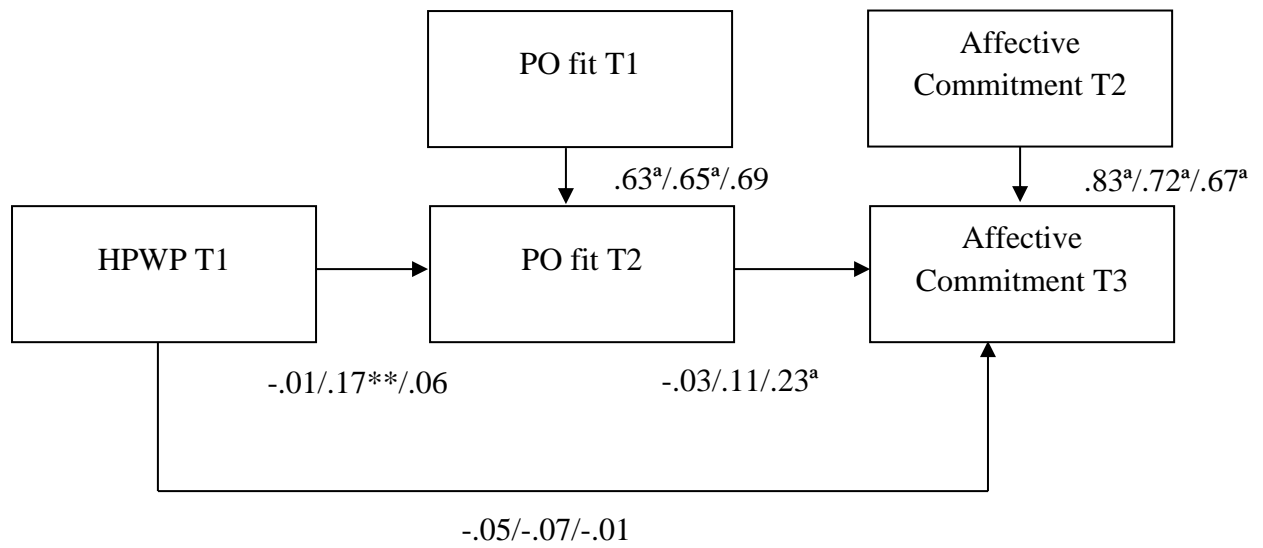 PO fit T1
Affective
Commitment T2
.63ª/.65ª/.69
.83ª/.72ª/.67ª
HPWP T1
PO fit T2
Affective
Commitment T3
-.01/.17**/.06
-.03/.11/.23ª
-.05/-.07/-.01